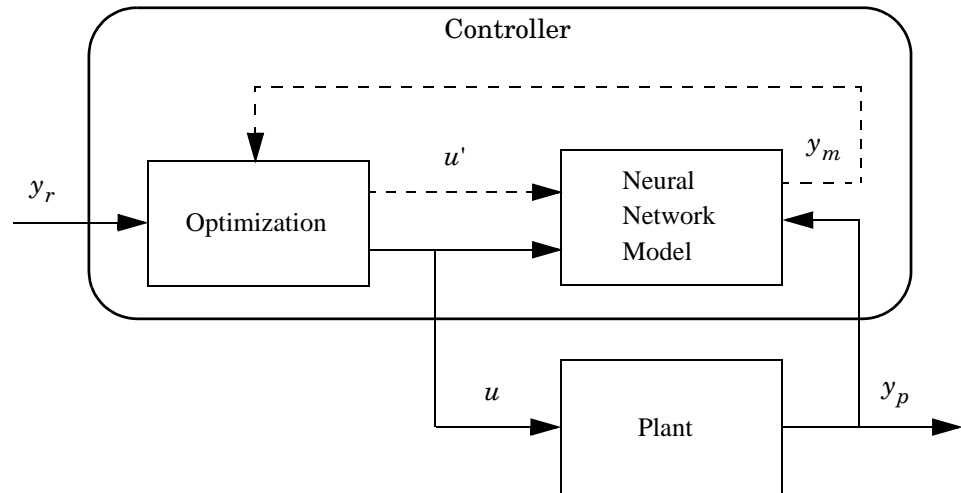 Controller
u'
y_m
y_r
Optimization
Neural
Network
Model
u
y_p
Plant